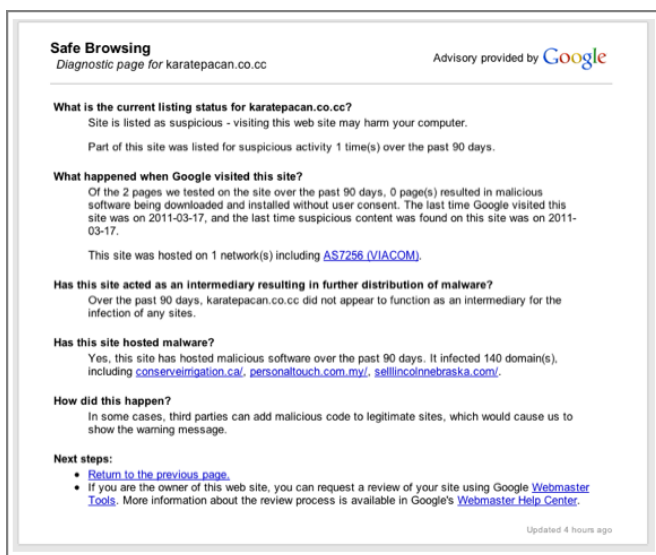 Safe Browsing
Diagnostic page for karatepacan.co.cc
Advisory provided by Google
What is the current listing status for karatepacan.co.cc?
Site is listed as suspicious - visiting this web site may harm your computer.
Part of this site was listed for suspicious activity 1 time(s) over the past 90 days.
What happened when Google visited this site?
Of the 2 pages we tested on the site over the past 90 days, 0 page(s) resulted in malicious
software being downloaded and installed without user consent. The last time Google visited this
site was on 2011-03-17, and the last time suspicious content was found on this site was on 2011-
03-17.
This site was hosted on 1 network(s) including AS7256 (VIACOM).
Has this site acted as an intermediary resulting in further distribution of malware?
Over the past 90 days, karatepacan.co.cc did not appear to function as an intermediary for the
infection of any sites.
Has this site hosted malware?
Yes, this site has hosted malicious software over the past 90 days. It infected 140 domain(s),
including conserveirrigation.ca/, personaltouch.com.my/, selllincolnnebraska.com/.
How did this happen?
In some cases, third parties can add malicious code to legitimate sites, which would cause us to
show the warning message.
Next steps:
• Return to the previous page.
• If you are the owner of this web site, you can request a review of your site using Google Webmaster
Tools. More information about the review process is available in Google's Webmaster Help Center.
Updated 4 hours ago